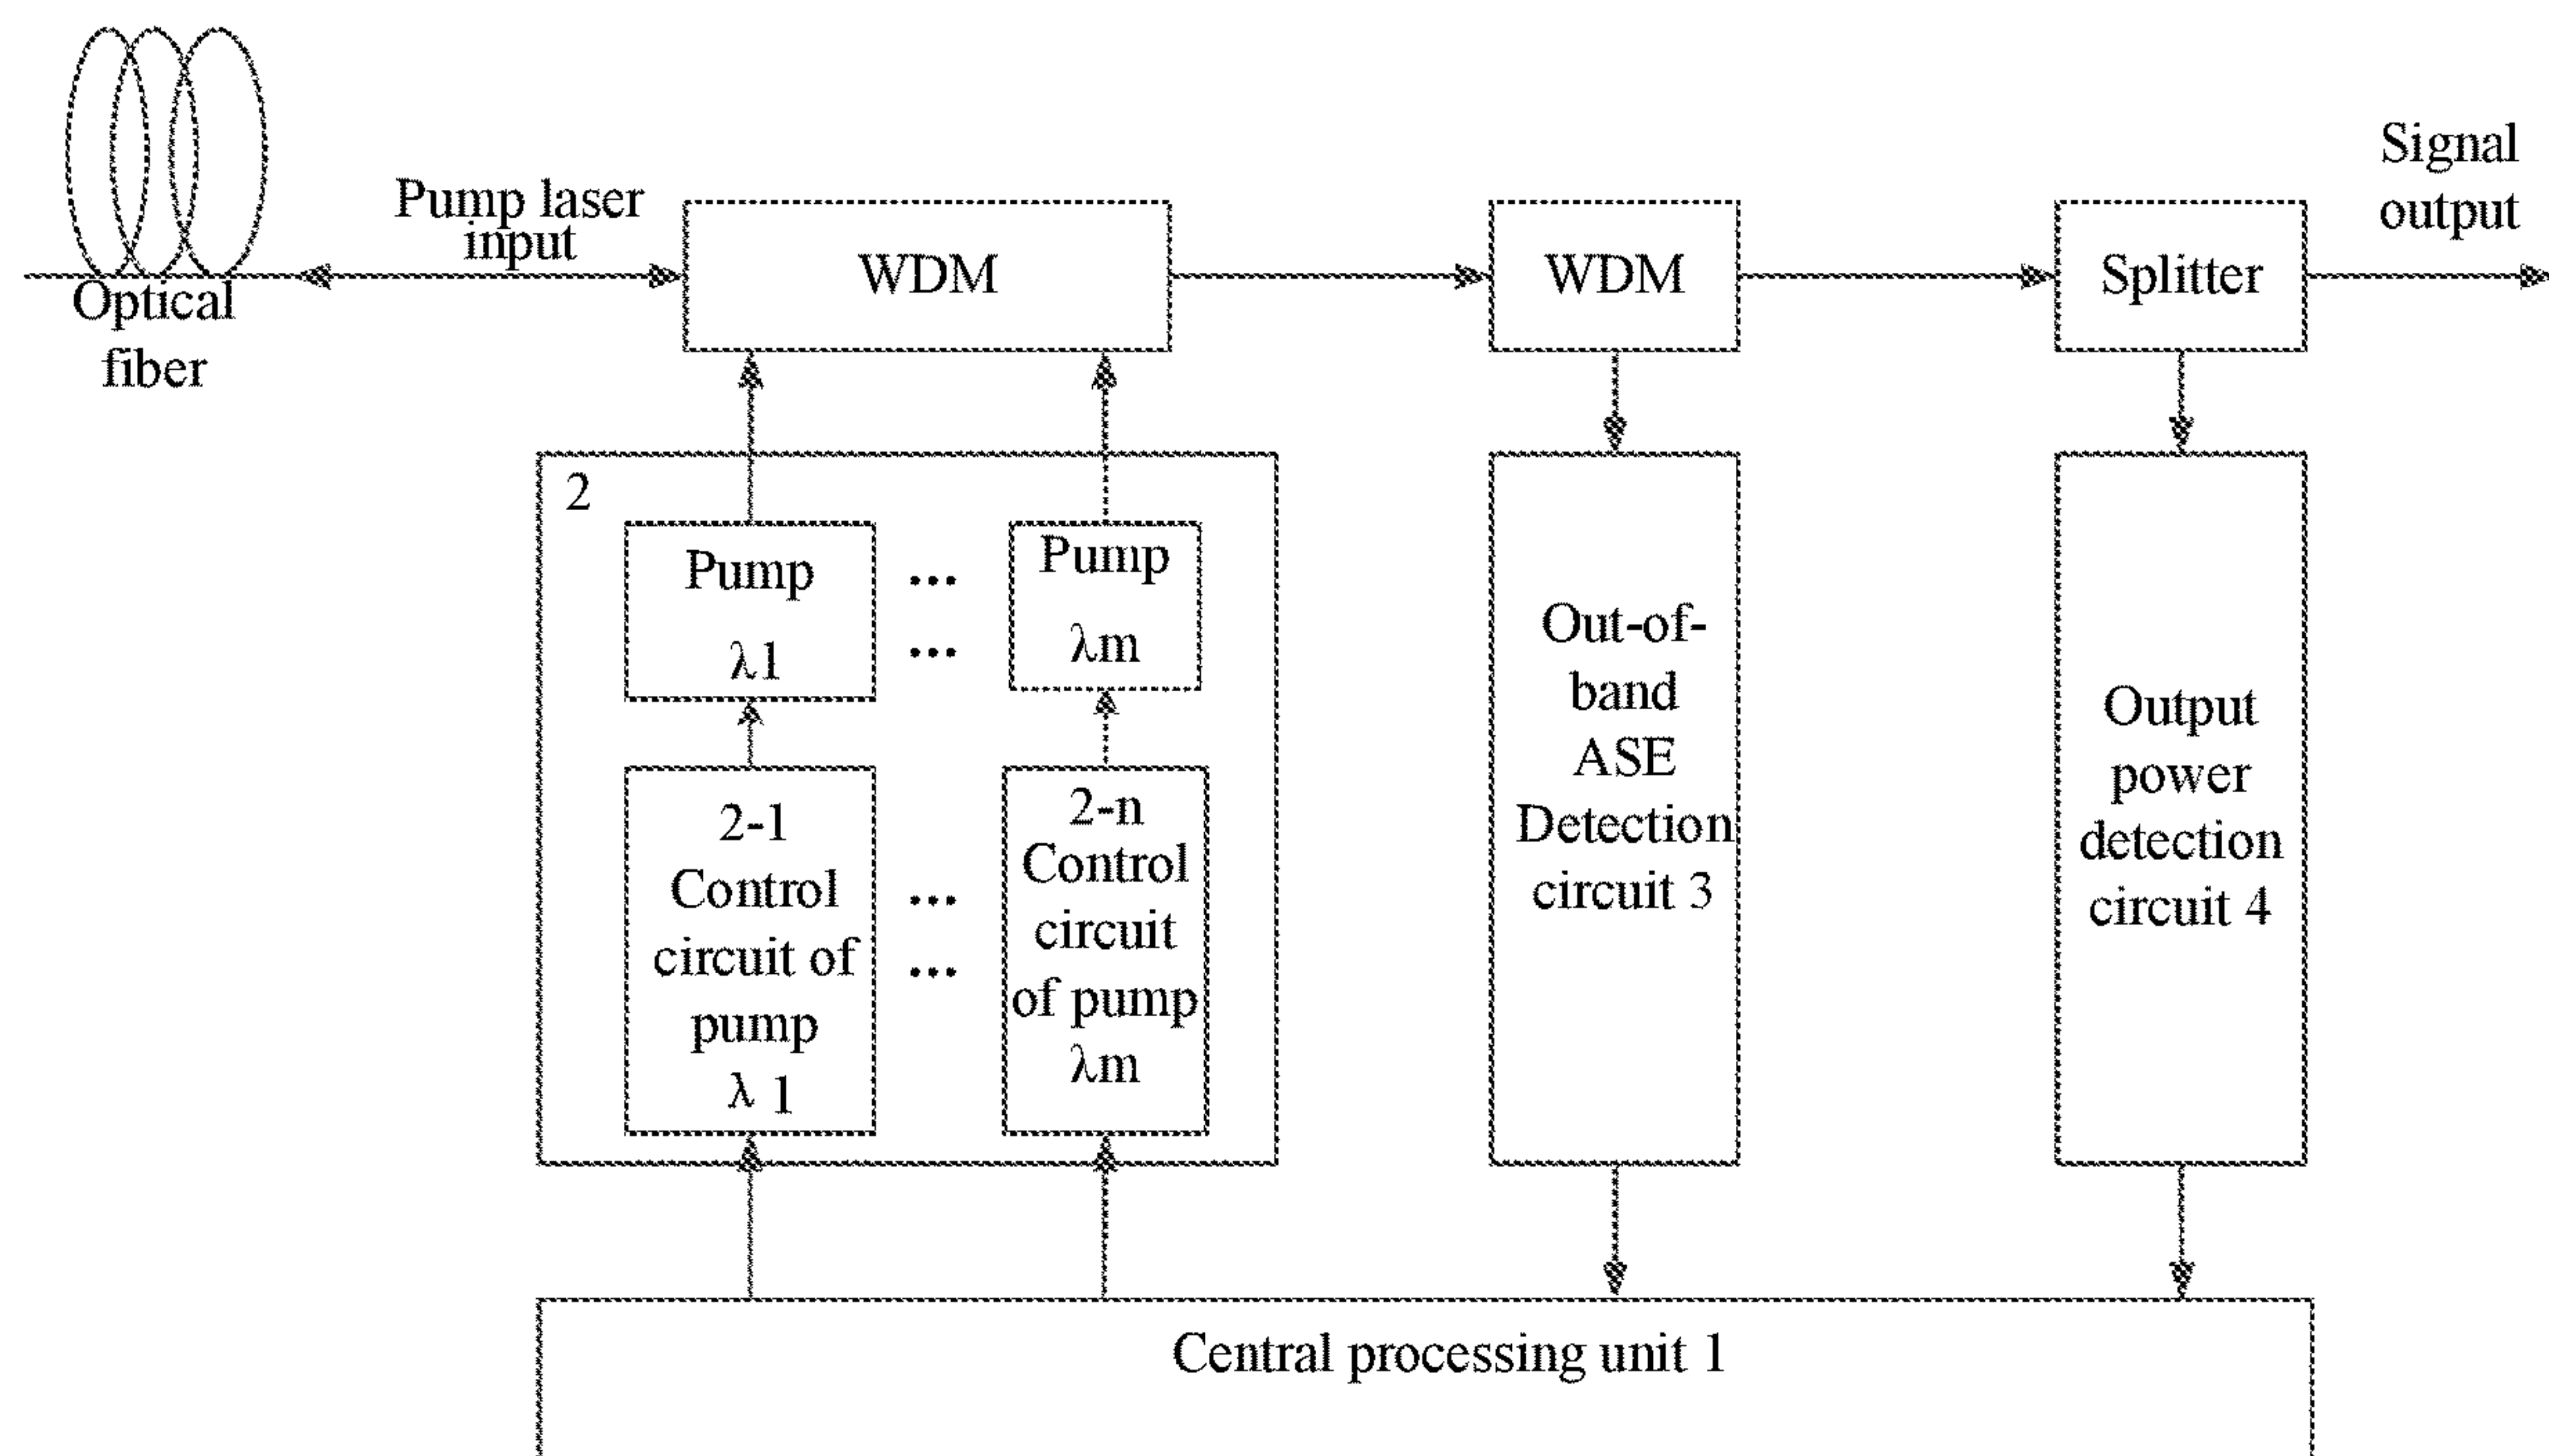 Signal
output
Pump laser
input
WDM
WDM
Splitter
Optical
fiber
2
Pump
λ1
...
...
Pump
λm
2-1
Control
circuit of
pump
λ 1
...
...
2-n
Control
circuit
of pump
λm
Out-of-
band
ASE
Detection
circuit 3
Output
power
detection
circuit 4
Central processing unit 1